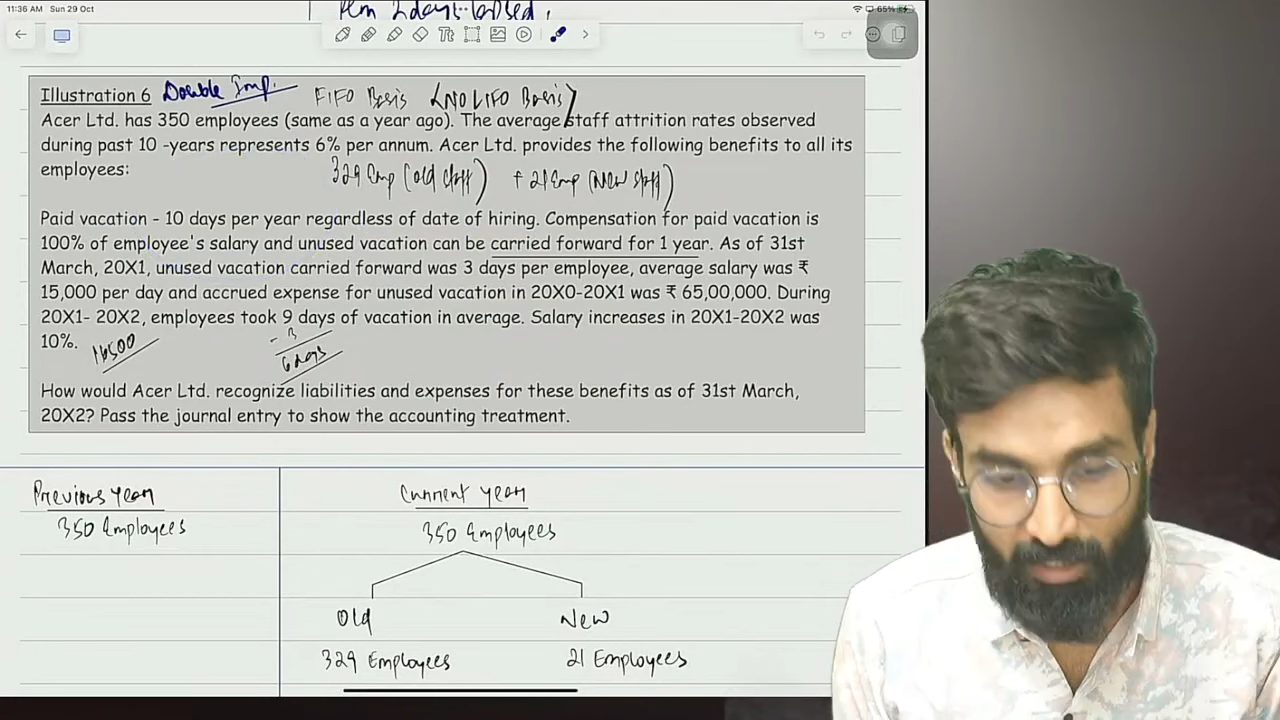 11:36 AM Sun 29 Oct
65%
Rem 2 days lapsed.
Illustration 6 Double Imp. FIFO Basis (NO LIFO Basis)
Acer Ltd. has 350 employees (same as a year ago). The average staff attrition rates observed
during past 10 -years represents 6% per annum. Acer Ltd. provides the following benefits to all its
employees:
329 Emp (Old staff) + 21 Emp (New staff)
Paid vacation - 10 days per year regardless of date of hiring. Compensation for paid vacation is
100% of employee's salary and unused vacation can be carried forward for 1 year. As of 31st
March, 20X1, unused vacation carried forward was 3 days per employee, average salary was ₹
15,000 per day and accrued expense for unused vacation in 20X0-20X1 was ₹ 65,00,000. During
20X1- 20X2, employees took 9 days of vacation in average. Salary increases in 20X1-20X2 was
10%. 16500
- 3
6 days
How would Acer Ltd. recognize liabilities and expenses for these benefits as of 31st March,
20X2? Pass the journal entry to show the accounting treatment.
Previous year
350 Employees
Current year
350 Employees
Old New
329 Employees 21 Employees